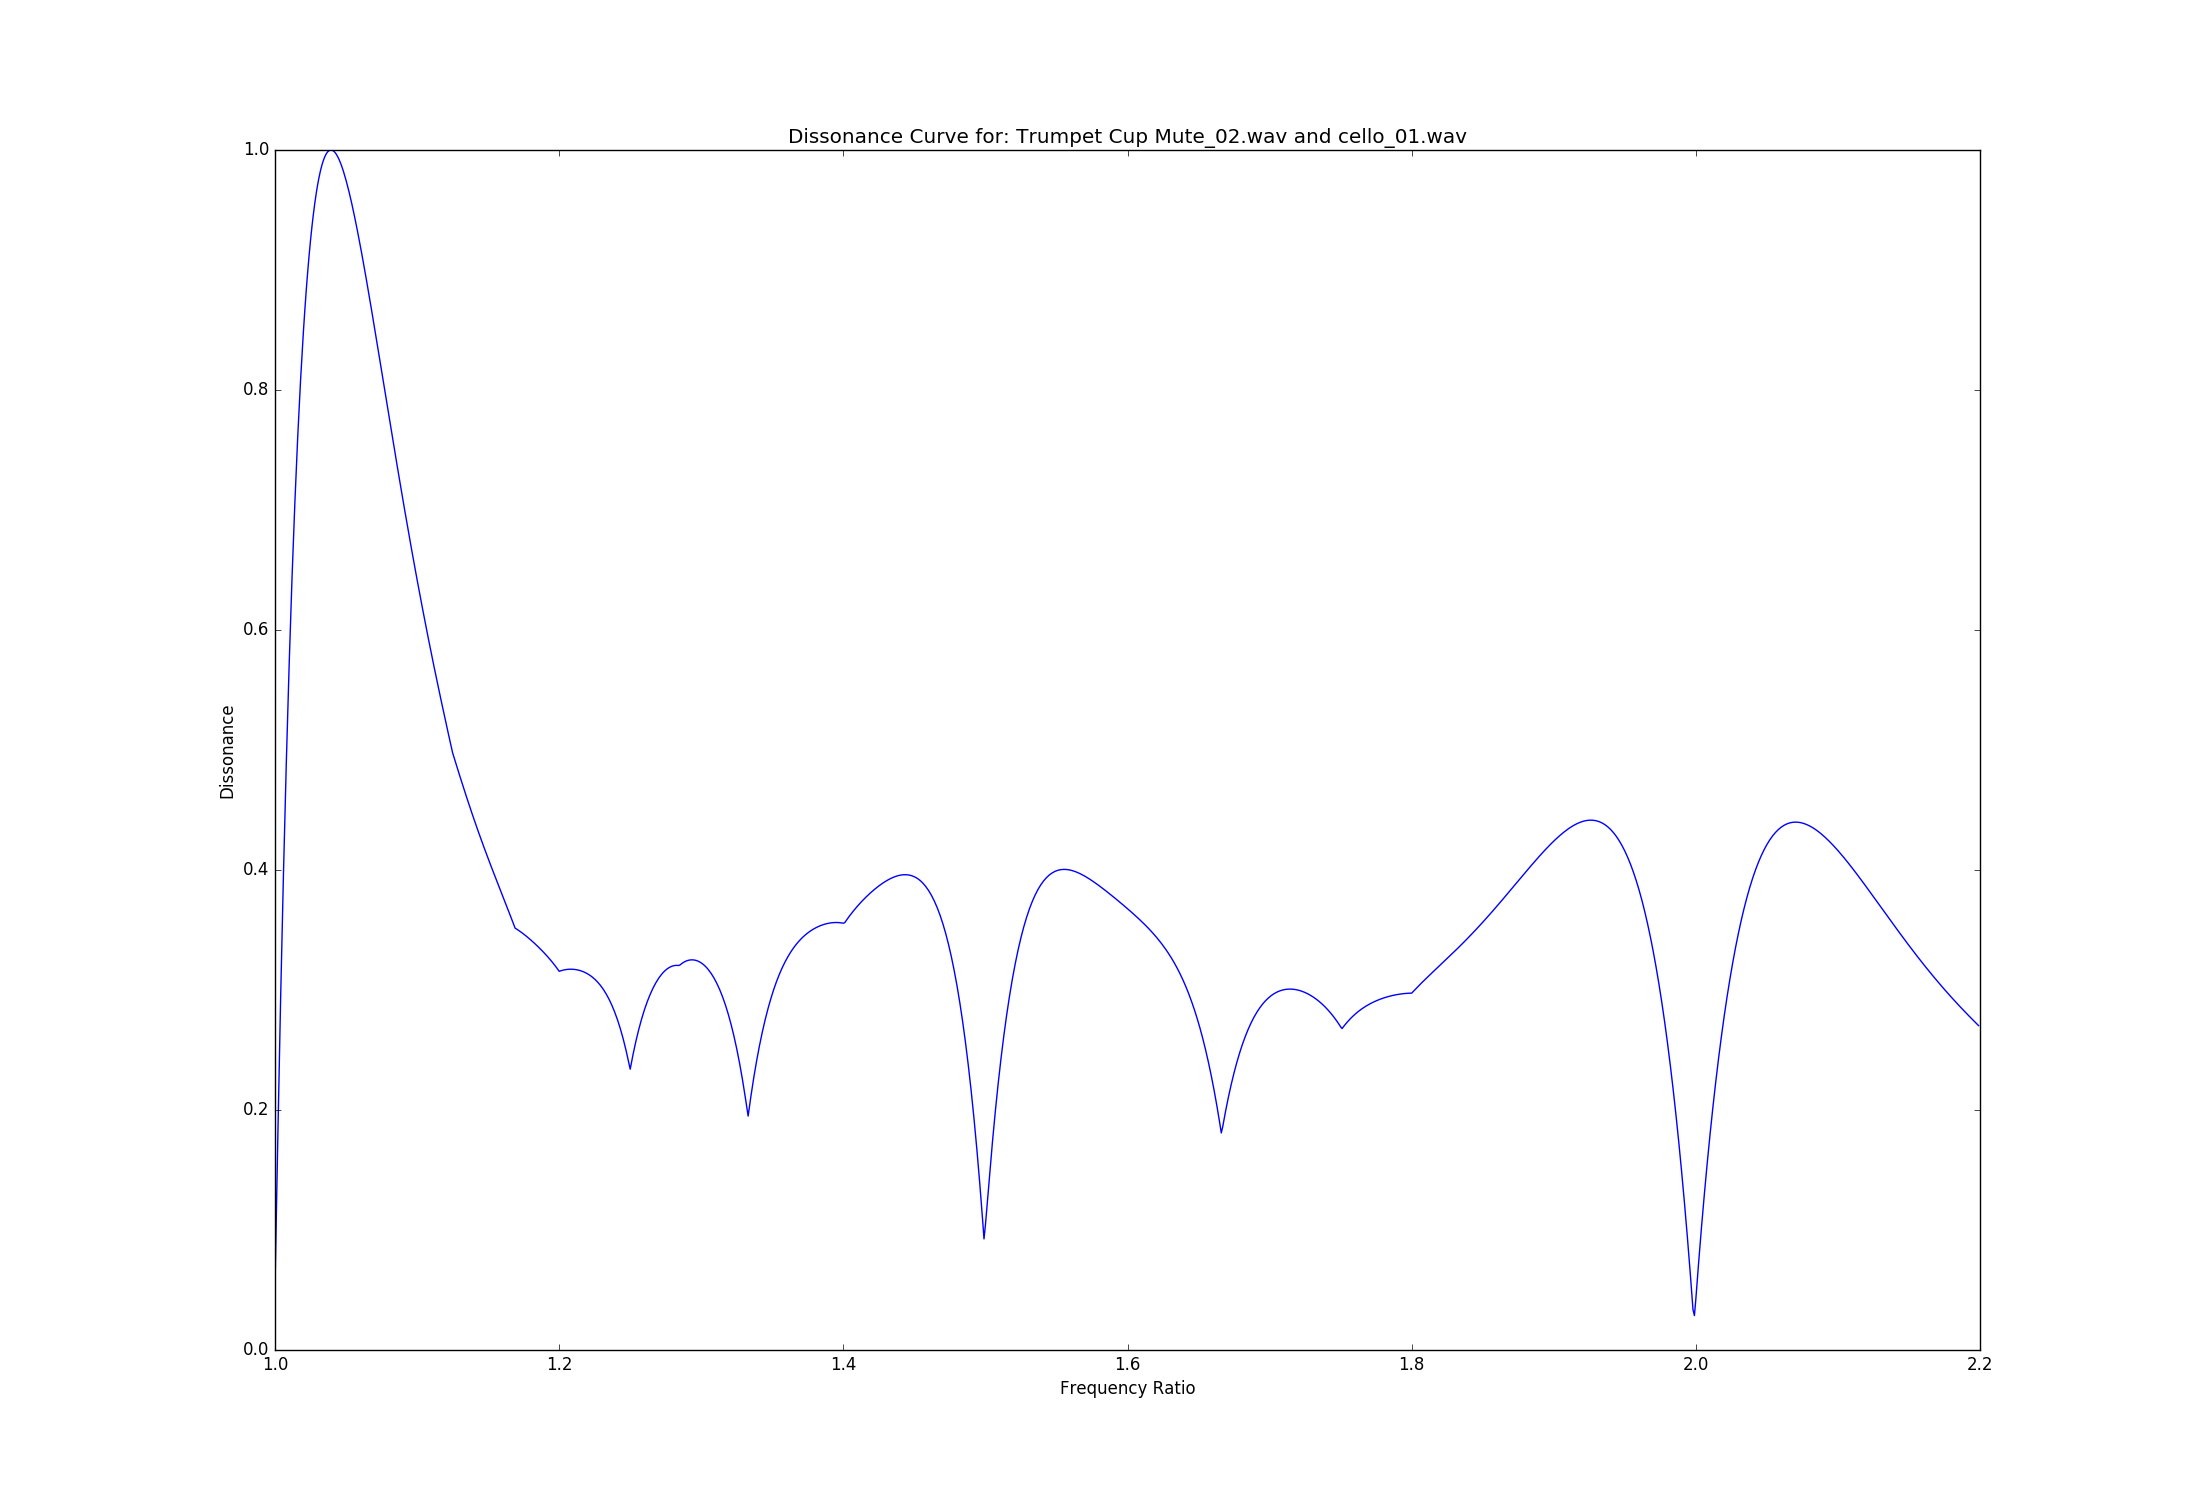 Dissonance Curve for: Trumpet Cup Mute_02.wav and cello_01.wav
1.0
0.8
0.6
0.4
0.2
0.0
Dissonance
1.0 1.2 1.4 1.6 1.8 2.0 2.2
Frequency Ratio